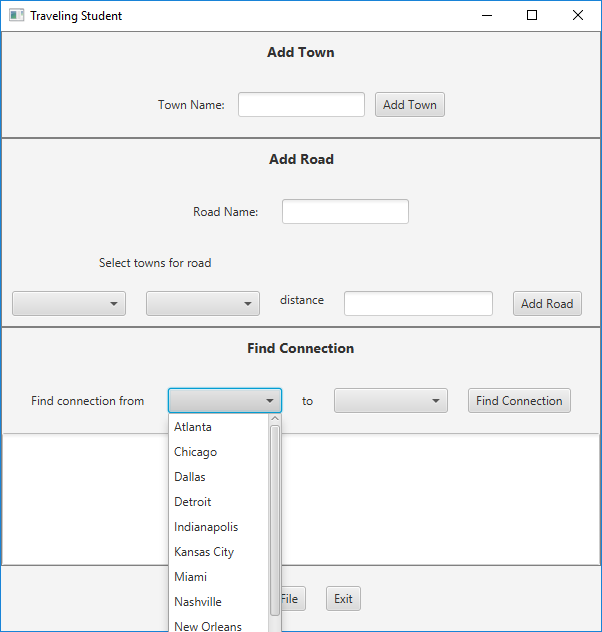 Traveling Student
Add Town
Town Name: Add Town
Add Road
Road Name:
Select towns for road
distance Add Road
Find Connection
Find connection from to Find Connection
Atlanta
Chicago
Dallas
Detroit
Indianapolis
Kansas City
Miami
Nashville
File Exit
New Orleans